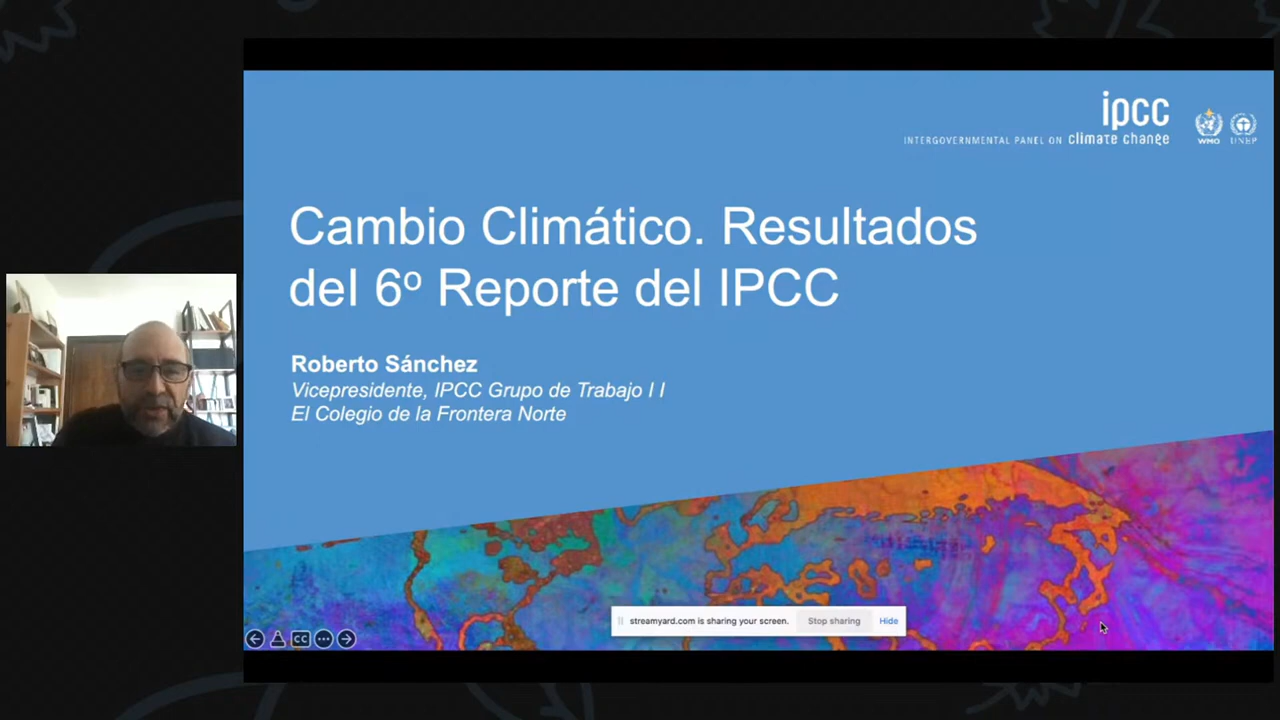 ipcc
INTERGOVERNMENTAL PANEL ON climate change
WMO UNEP
Cambio Climático. Resultados
del 6º Reporte del IPCC
Roberto Sánchez
Vicepresidente, IPCC Grupo de Trabajo I I
El Colegio de la Frontera Norte
streamyard.com is sharing your screen. Stop sharing Hide
CC